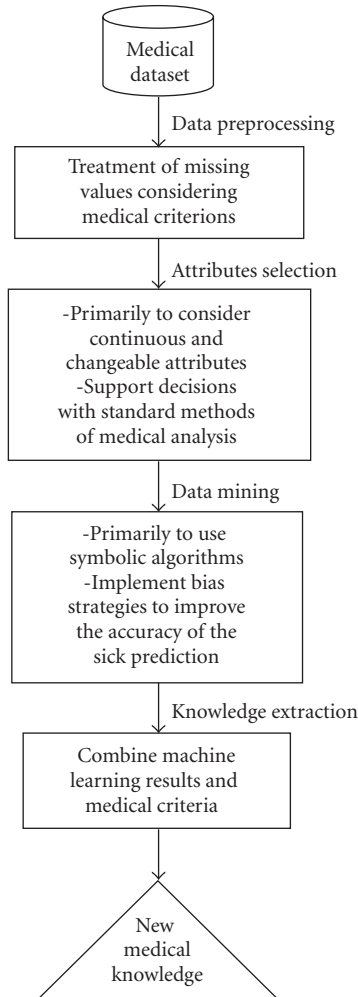 Medical
dataset
Data preprocessing
Treatment of missing
values considering
medical criterions
Attributes selection
-Primarily to consider
continuous and
changeable attributes
-Support decisions
with standard methods
of medical analysis
Data mining
-Primarily to use
symbolic algorithms
-Implement bias
strategies to improve
the accuracy of the
sick prediction
Knowledge extraction
Combine machine
learning results and
medical criteria
New
medical
knowledge